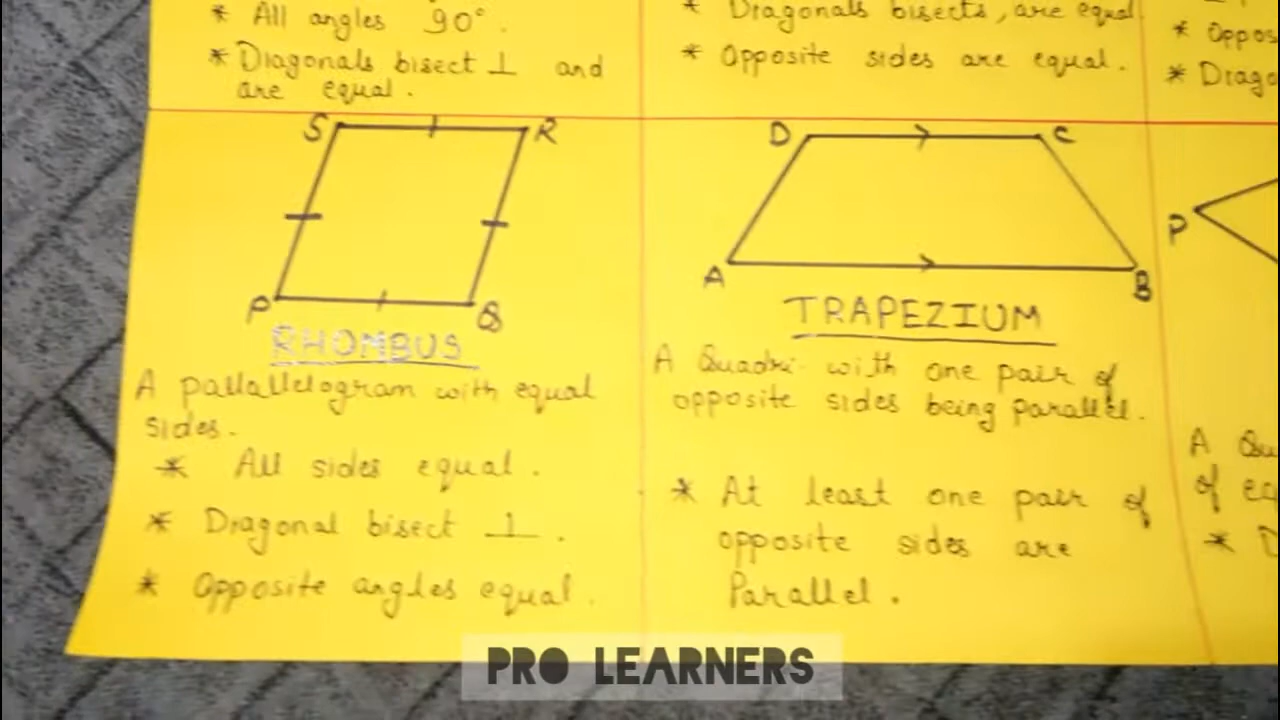 * All angles 90°.
* Diagonals bisect ⊥ and
are equal.
* Diagonals bisects, are equal
* Opposite sides are equal.
* Oppos
* Diago
S R
P Q
RHOMBUS
A parallelogram with equal
sides.
* All sides equal.
* Diagonal bisect ⊥.
* Opposite angles equal.
D C
A B
TRAPEZIUM
A Quadri. with one pair of
opposite sides being parallel.
* At least one pair of
opposite sides are
Parallel.
P
A Qu
of eq
* D
PRO LEARNERS